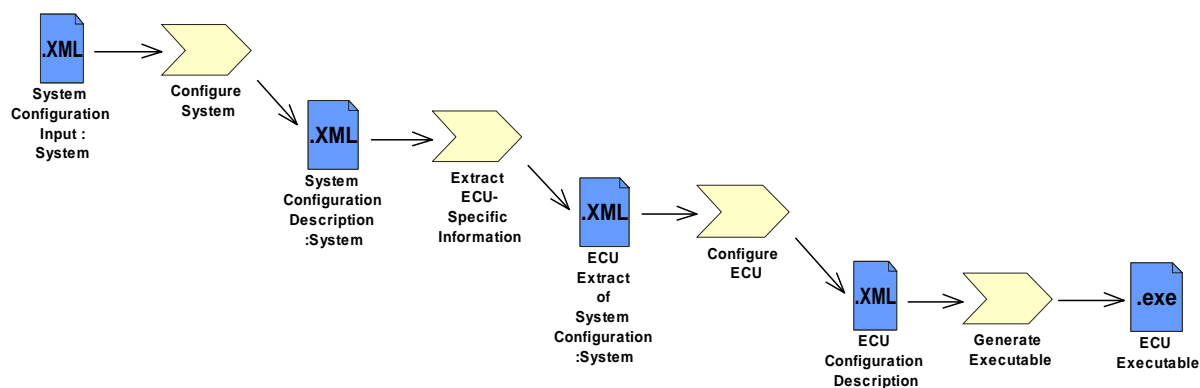 .XML
System
Configuration
Input :
System
Configure
System
.XML
System
Configuration
Description
:System
Extract
ECU-
Specific
Information
.XML
ECU
Extract
of
System
Configuration
:System
Configure
ECU
.XML
ECU
Configuration
Description
Generate
Executable
.exe
ECU
Executable